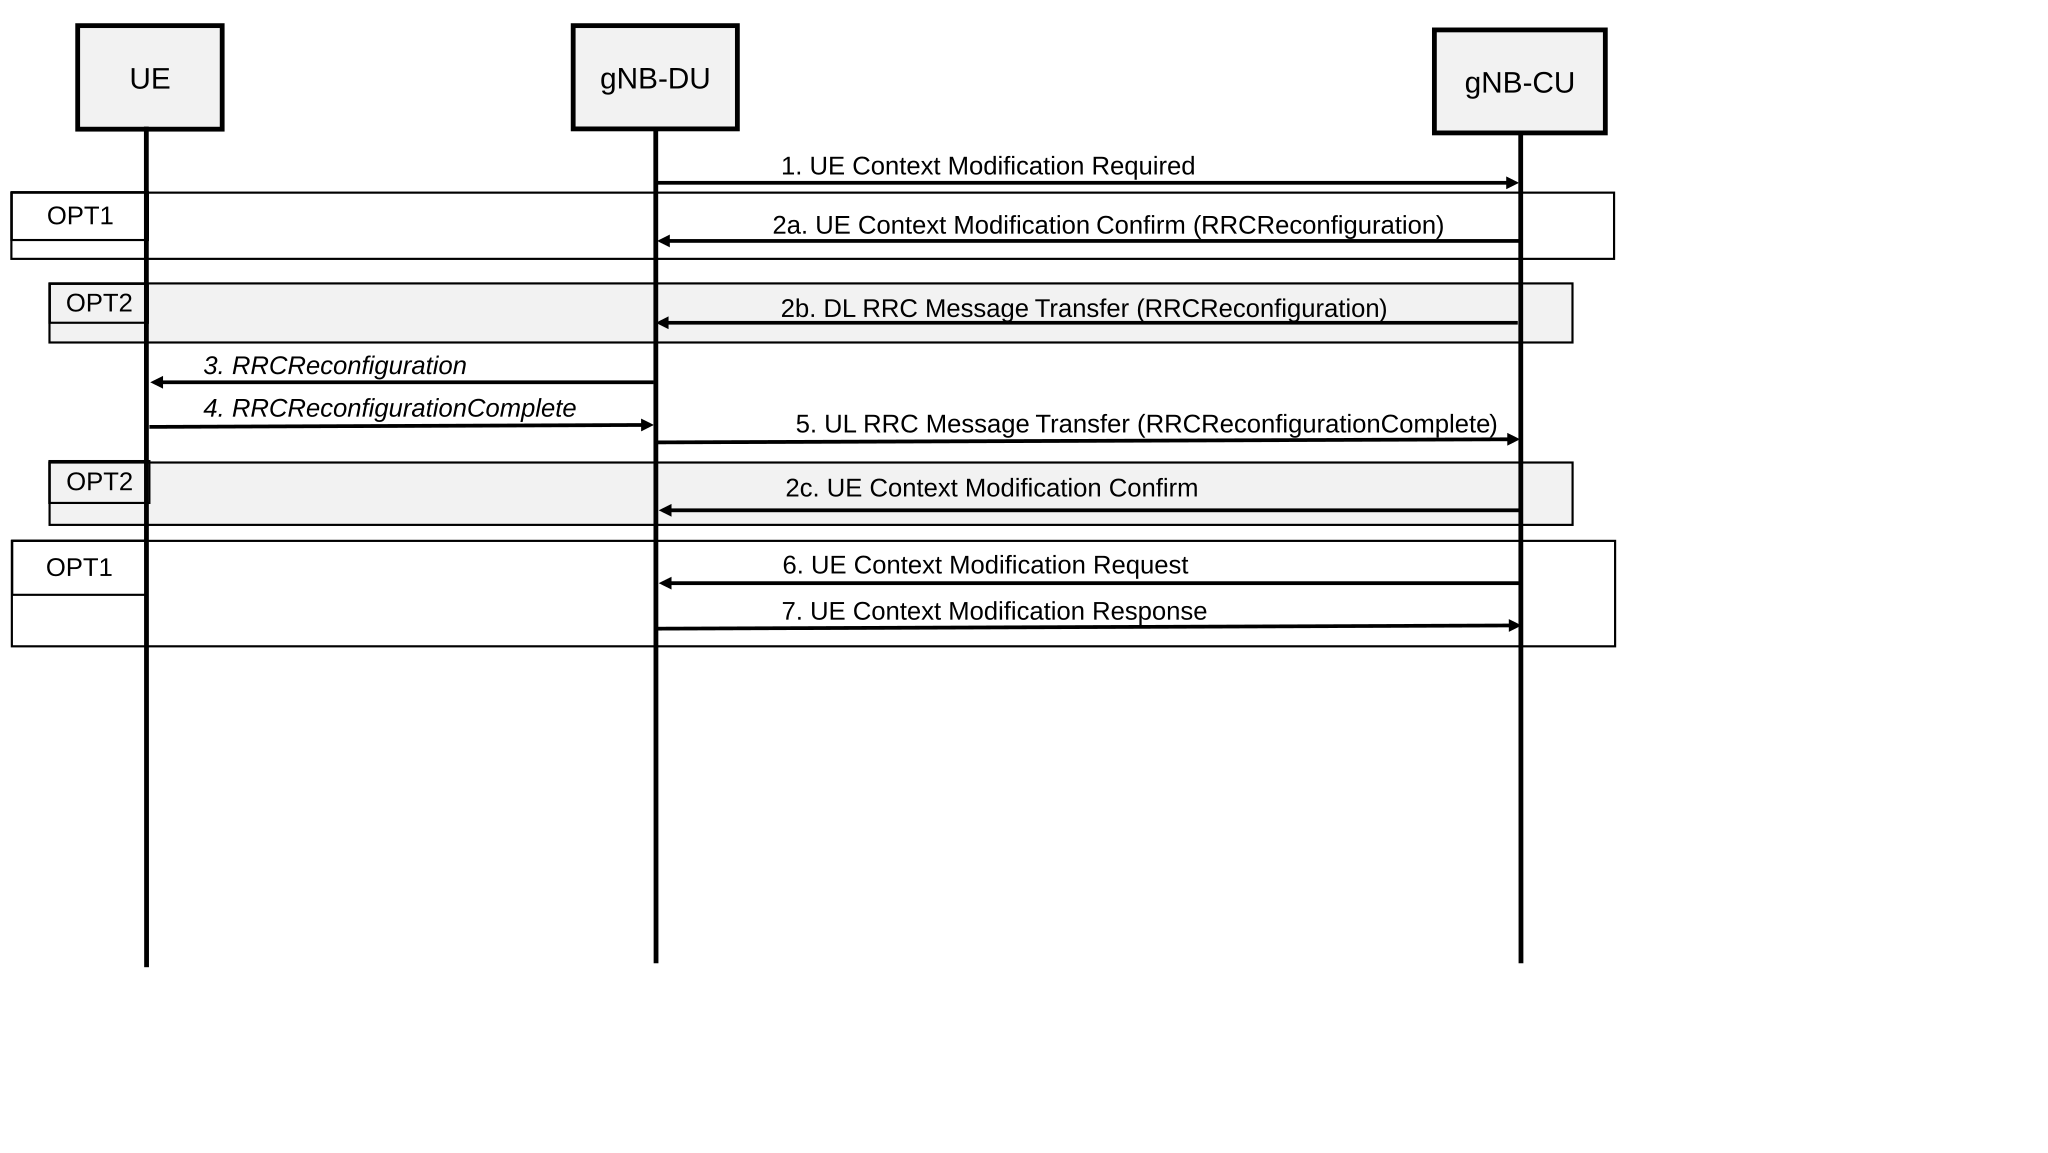 UE
gNB-DU
gNB-CU
1. UE Context Modification Required
OPT1
2a. UE Context Modification Confirm (RRCReconfiguration)
OPT2
2b. DL RRC Message Transfer (RRCReconfiguration)
3. RRCReconfiguration
4. RRCReconfigurationComplete
5. UL RRC Message Transfer (RRCReconfigurationComplete)
OPT2
2c. UE Context Modification Confirm
OPT1
6. UE Context Modification Request
7. UE Context Modification Response